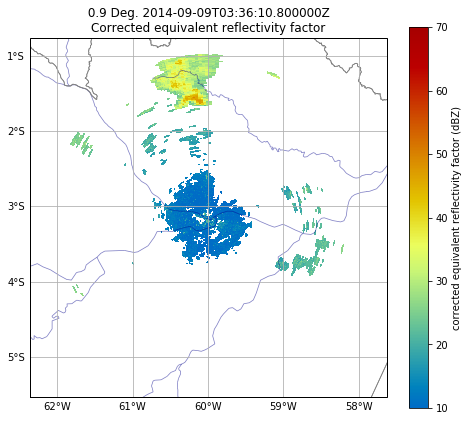 0.9 Deg. 2014-09-09T03:36:10.800000Z
Corrected equivalent reflectivity factor
1°S
2°S
3°S
4°S
5°S
62°W 61°W 60°W 59°W 58°W
70
60
50
40
30
20
10
corrected equivalent reflectivity factor (dBZ)